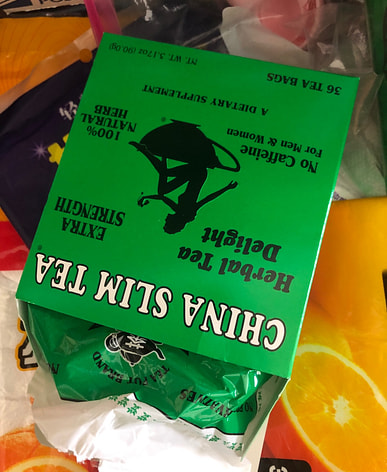 CHINA SLIM TEA®
Herbal Tea
Delight
EXTRA
STRENGTH
No Caffeine
For Men & Women
100%
NATURAL
HERB
A DIETARY SUPPLEMENT
36 TEA BAGS
NT. WT. 3.17oz (90.0g)
BRAND